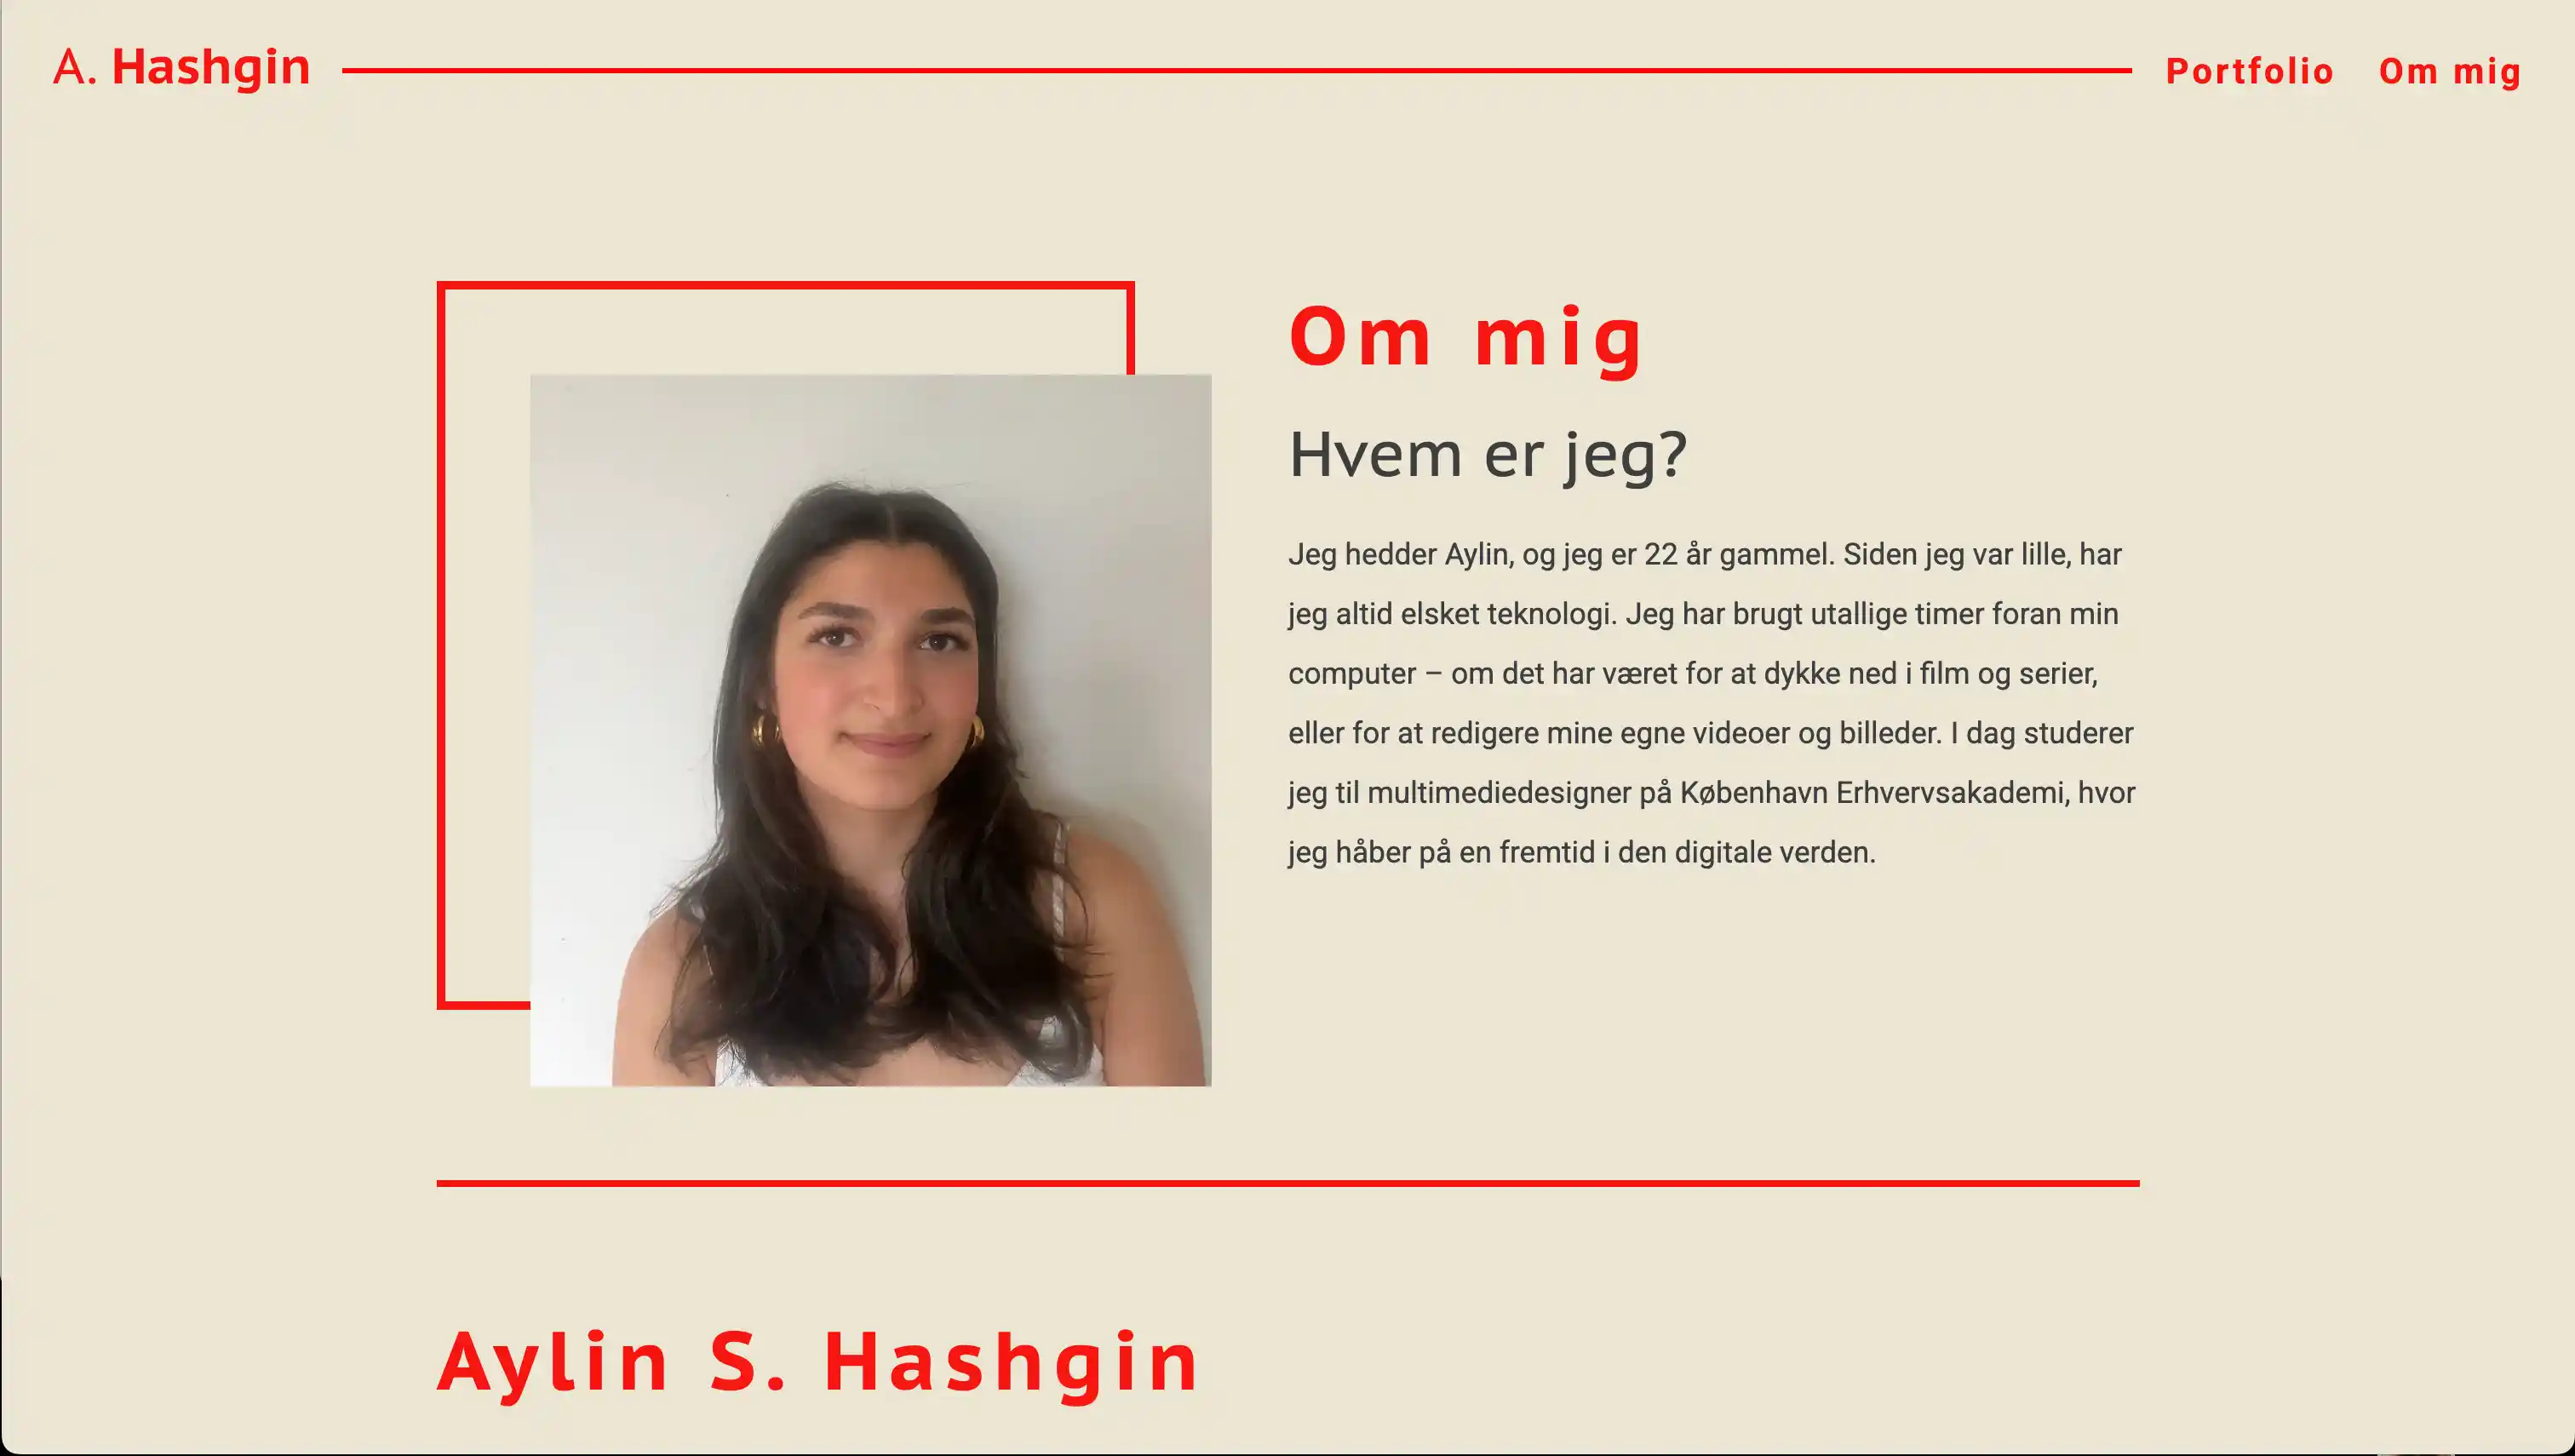 A. Hashgin
Portfolio
Om mig
Om mig
Hvem er jeg?
Jeg hedder Aylin, og jeg er 22 år gammel. Siden jeg var lille, har
jeg altid elsket teknologi. Jeg har brugt utallige timer foran min
computer – om det har været for at dykke ned i film og serier,
eller for at redigere mine egne videoer og billeder. I dag studerer
jeg til multimediedesigner på København Erhvervsakademi, hvor
jeg håber på en fremtid i den digitale verden.
Aylin S. Hashgin